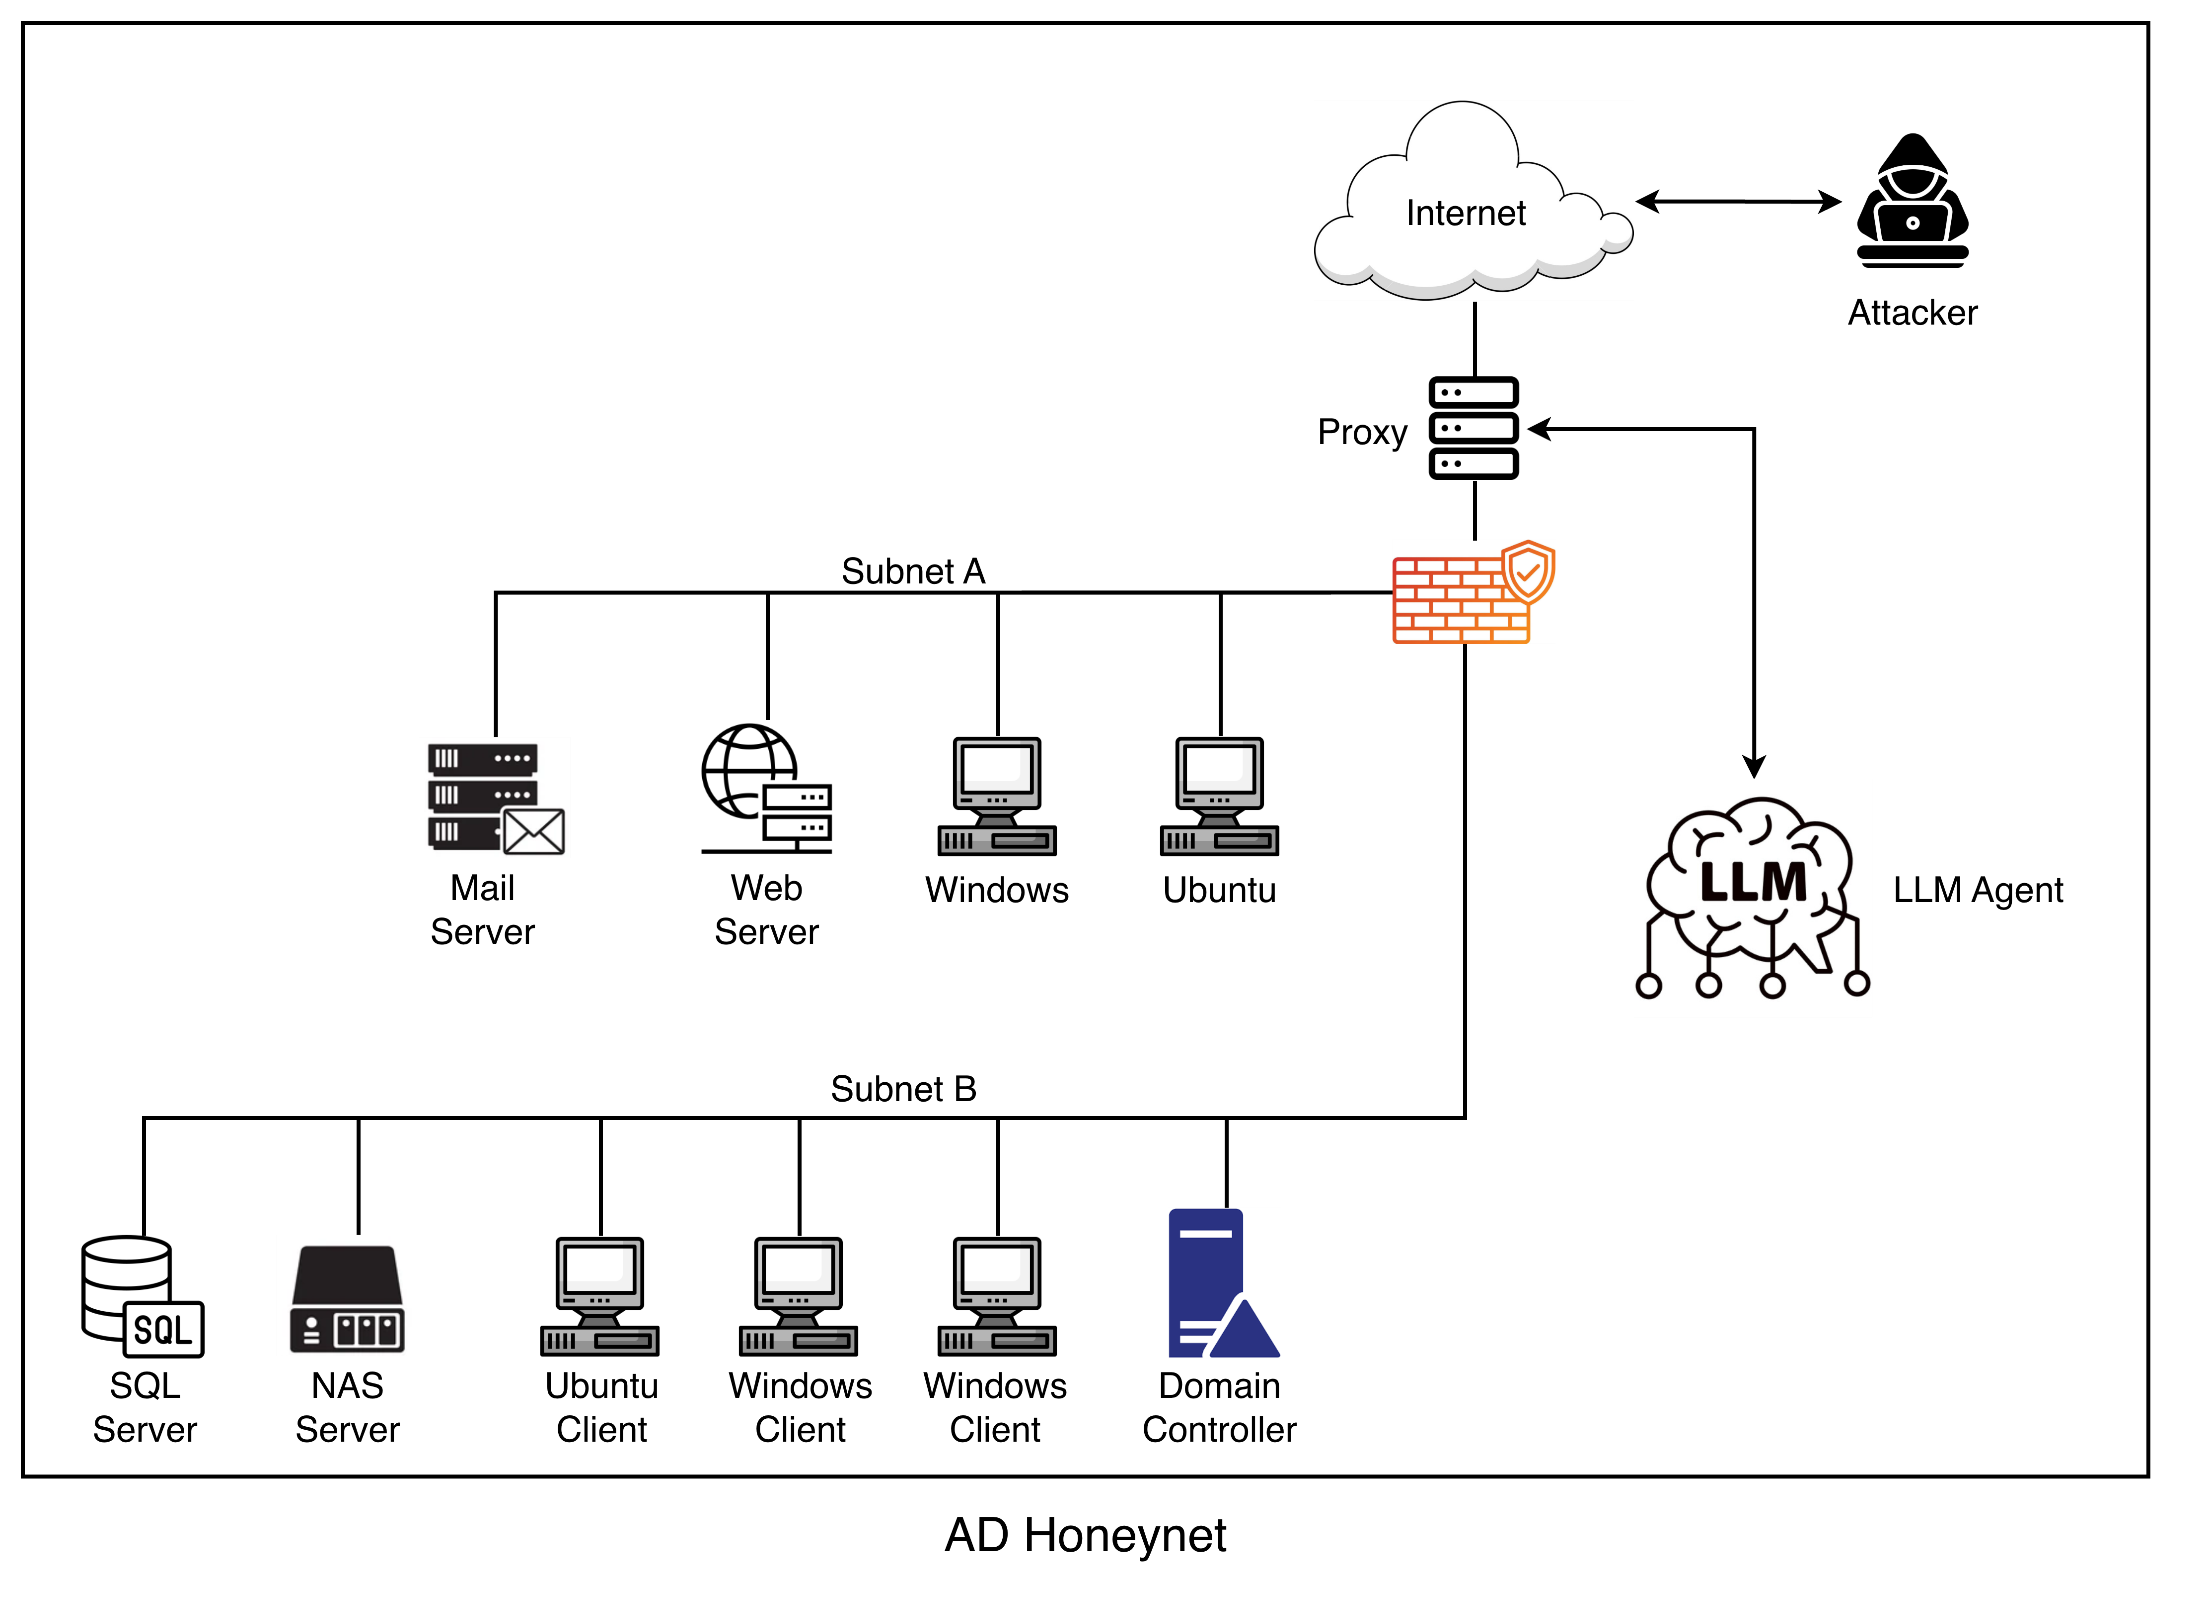 Internet
Attacker
Proxy
Subnet A
Mail
Server
Web
Server
Windows
Ubuntu
LLM
LLM Agent
Subnet B
SQL
SQL
Server
NAS
Server
Ubuntu
Client
Windows
Client
Windows
Client
Domain
Controller
AD Honeynet